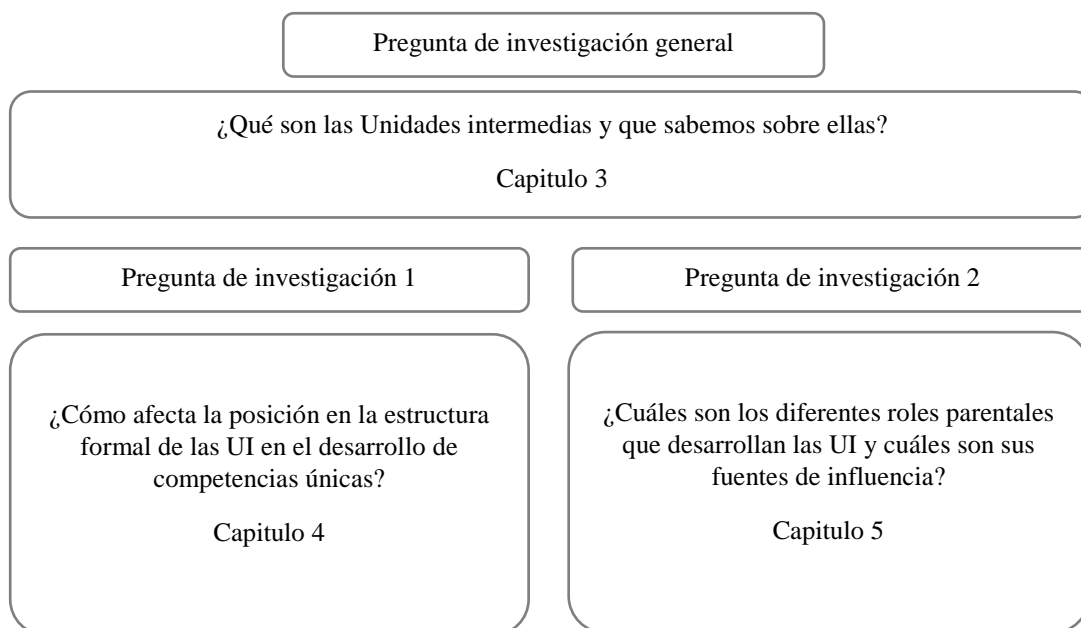 Pregunta de investigación general
¿Qué son las Unidades intermedias y que sabemos sobre ellas?
Capitulo 3
Pregunta de investigación 1
¿Cómo afecta la posición en la estructura
formal de las UI en el desarrollo de
competencias únicas?
Capitulo 4
Pregunta de investigación 2
¿Cuáles son los diferentes roles parentales
que desarrollan las UI y cuáles son sus
fuentes de influencia?
Capitulo 5